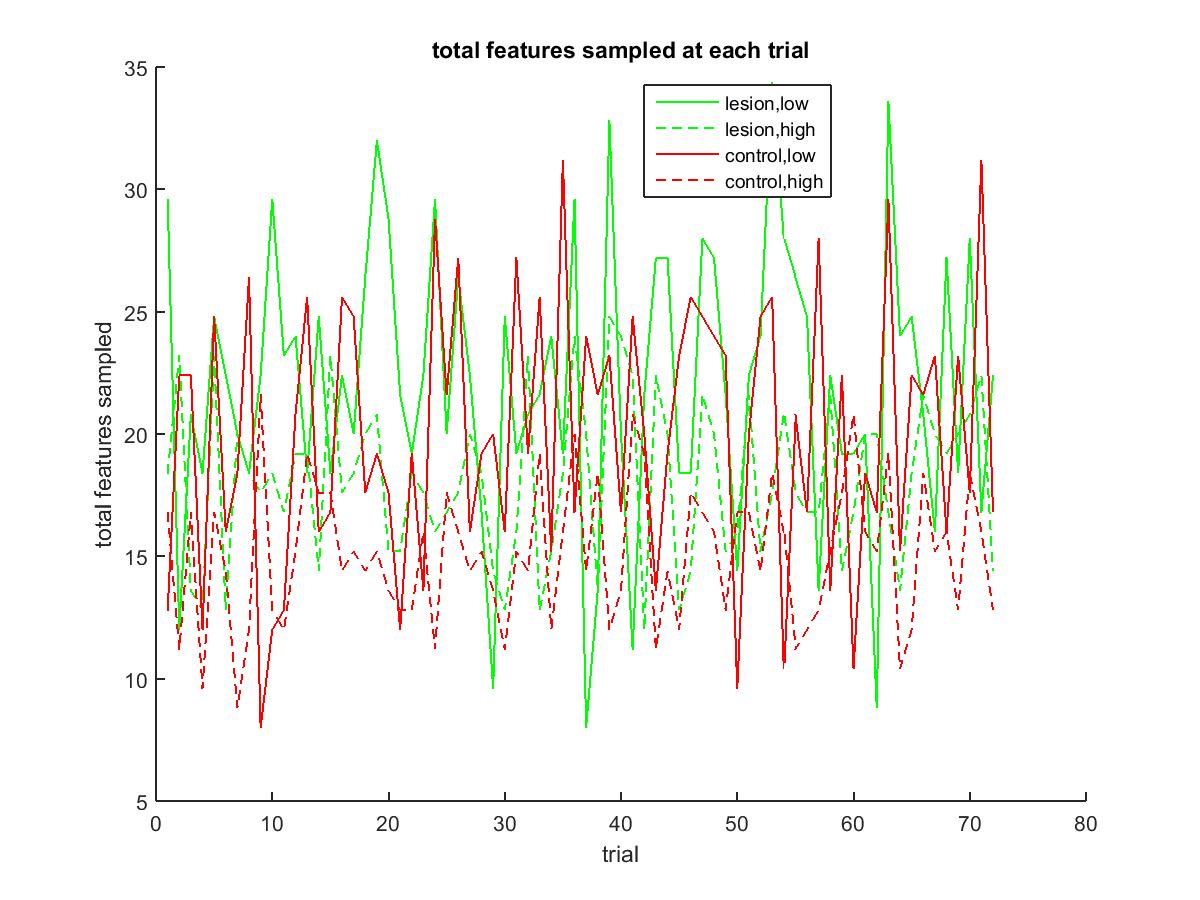 total features sampled at each trial
35
lesion,low
lesion,high
control,low
control,high
30
25
20
15
10
5
total features sampled
0 10 20 30 40 50 60 70 80
trial